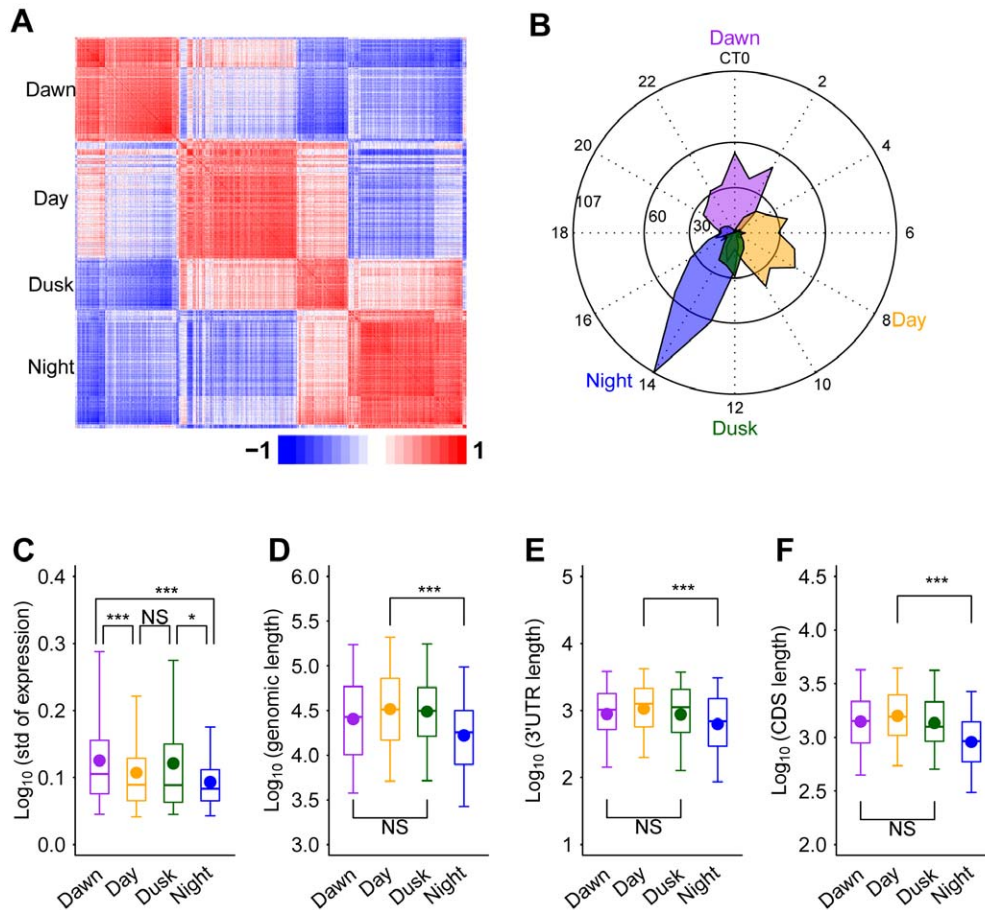 A
Dawn
Day
Dusk
Night
−1
1
B
Dawn
CT0
22
2
20
4
107
60
30
18
6
16
8
Day
Night
14
10
12
Dusk
C
Log10 (std of expression)
0.4
0.3
0.2
0.1
0.0
***
*** NS *
Dawn
Day
Dusk
Night
D
Log10 (genomic length)
6.0
5.5
5.0
4.5
4.0
3.5
3.0
***
NS
Dawn
Day
Dusk
Night
E
Log10 (3'UTR length)
5
4
3
2
1
***
NS
Dawn
Day
Dusk
Night
F
Log10 (CDS length)
4.5
4.0
3.5
3.0
2.5
2.0
***
NS
Dawn
Day
Dusk
Night